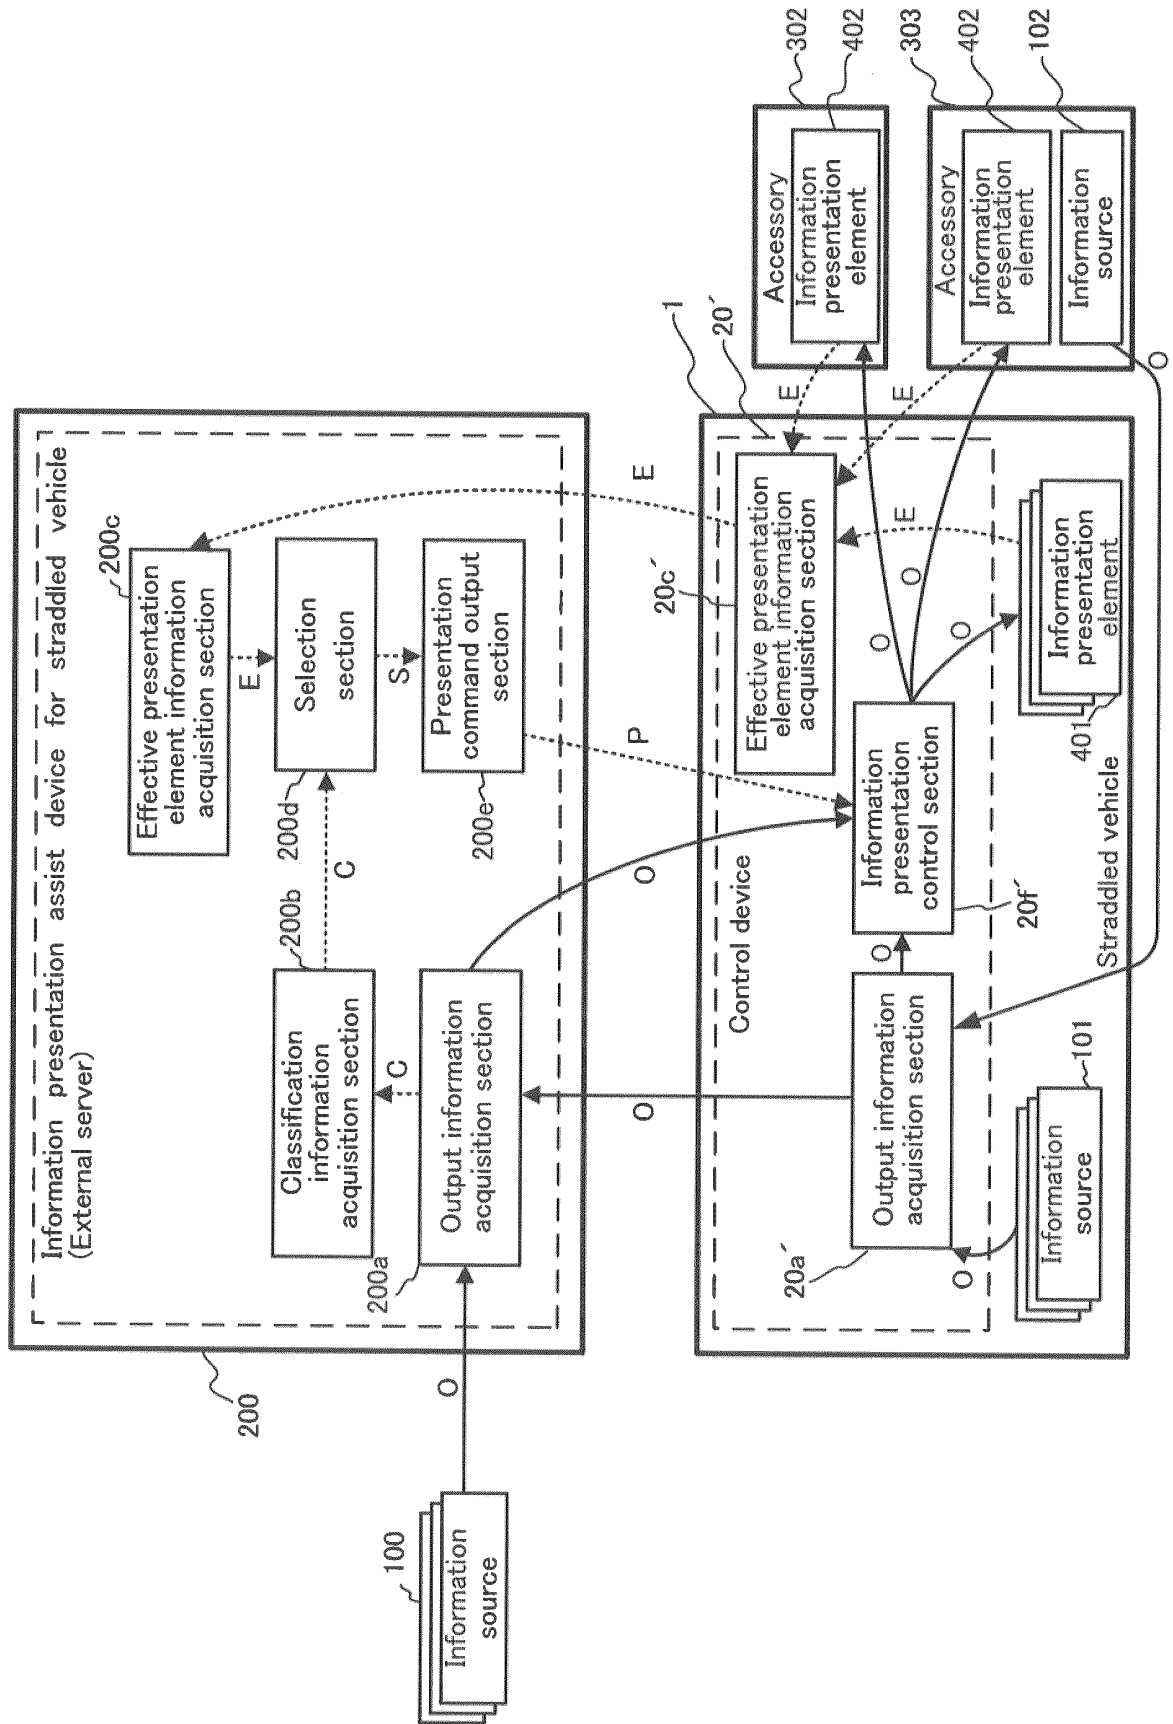 Information presentation assist device for straddled vehicle
(External server)
200
200c
Effective presentation
element information
acquisition section
E
200d
Selection
section
S
200e
Presentation
command output
section
200b
Classification
information
acquisition section
C
C
200a
Output information
acquisition section
100
Information
source
O
O
O
P
E
1
20´
Control device
20c´
Effective presentation
element information
acquisition section
20f´
Information
presentation
control section
20a´
Output information
acquisition section
O
O
101
Information
source
401
Information
presentation
element
Straddled vehicle
E
E
E
O
O
O
O
302
Accessory
402
Information
presentation
element
303
Accessory
402
Information
presentation
element
102
Information
source